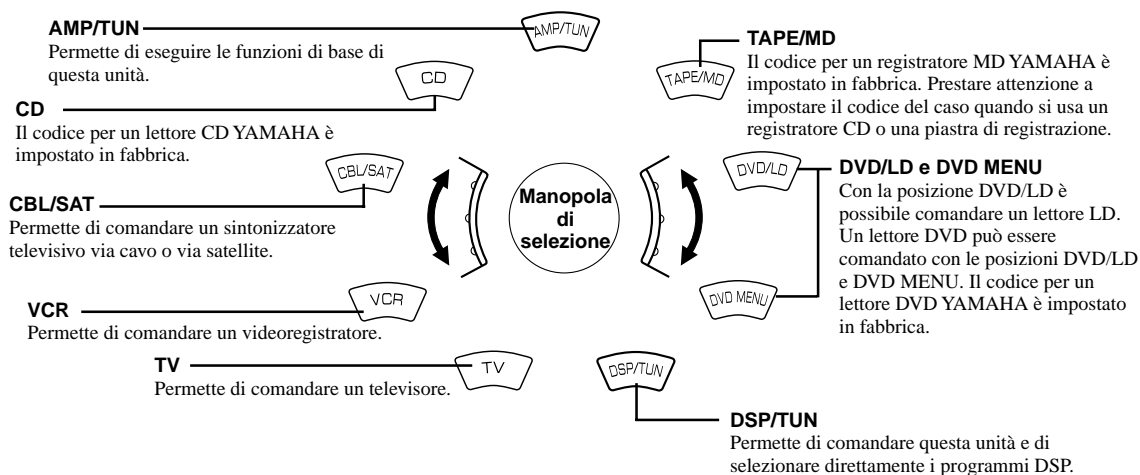 AMP/TUN
Permette di eseguire le funzioni di base di
questa unità.
AMP/TUN
CD
CD
Il codice per un lettore CD YAMAHA è
impostato in fabbrica.
CBL/SAT
CBL/SAT
Permette di comandare un sintonizzatore
televisivo via cavo o via satellite.
VCR
VCR
Permette di comandare un videoregistratore.
TV
TV
Permette di comandare un televisore.
Manopola
di
selezione
TAPE/MD
TAPE/MD
Il codice per un registratore MD YAMAHA è
impostato in fabbrica. Prestare attenzione a
impostare il codice del caso quando si usa un
registratore CD o una piastra di registrazione.
DVD/LD
DVD/LD e DVD MENU
Con la posizione DVD/LD è
possibile comandare un lettore LD.
Un lettore DVD può essere
comandato con le posizioni DVD/LD
e DVD MENU. Il codice per un
lettore DVD YAMAHA è impostato
in fabbrica.
DVD MENU
DSP/TUN
DSP/TUN
Permette di comandare questa unità e di
selezionare direttamente i programmi DSP.